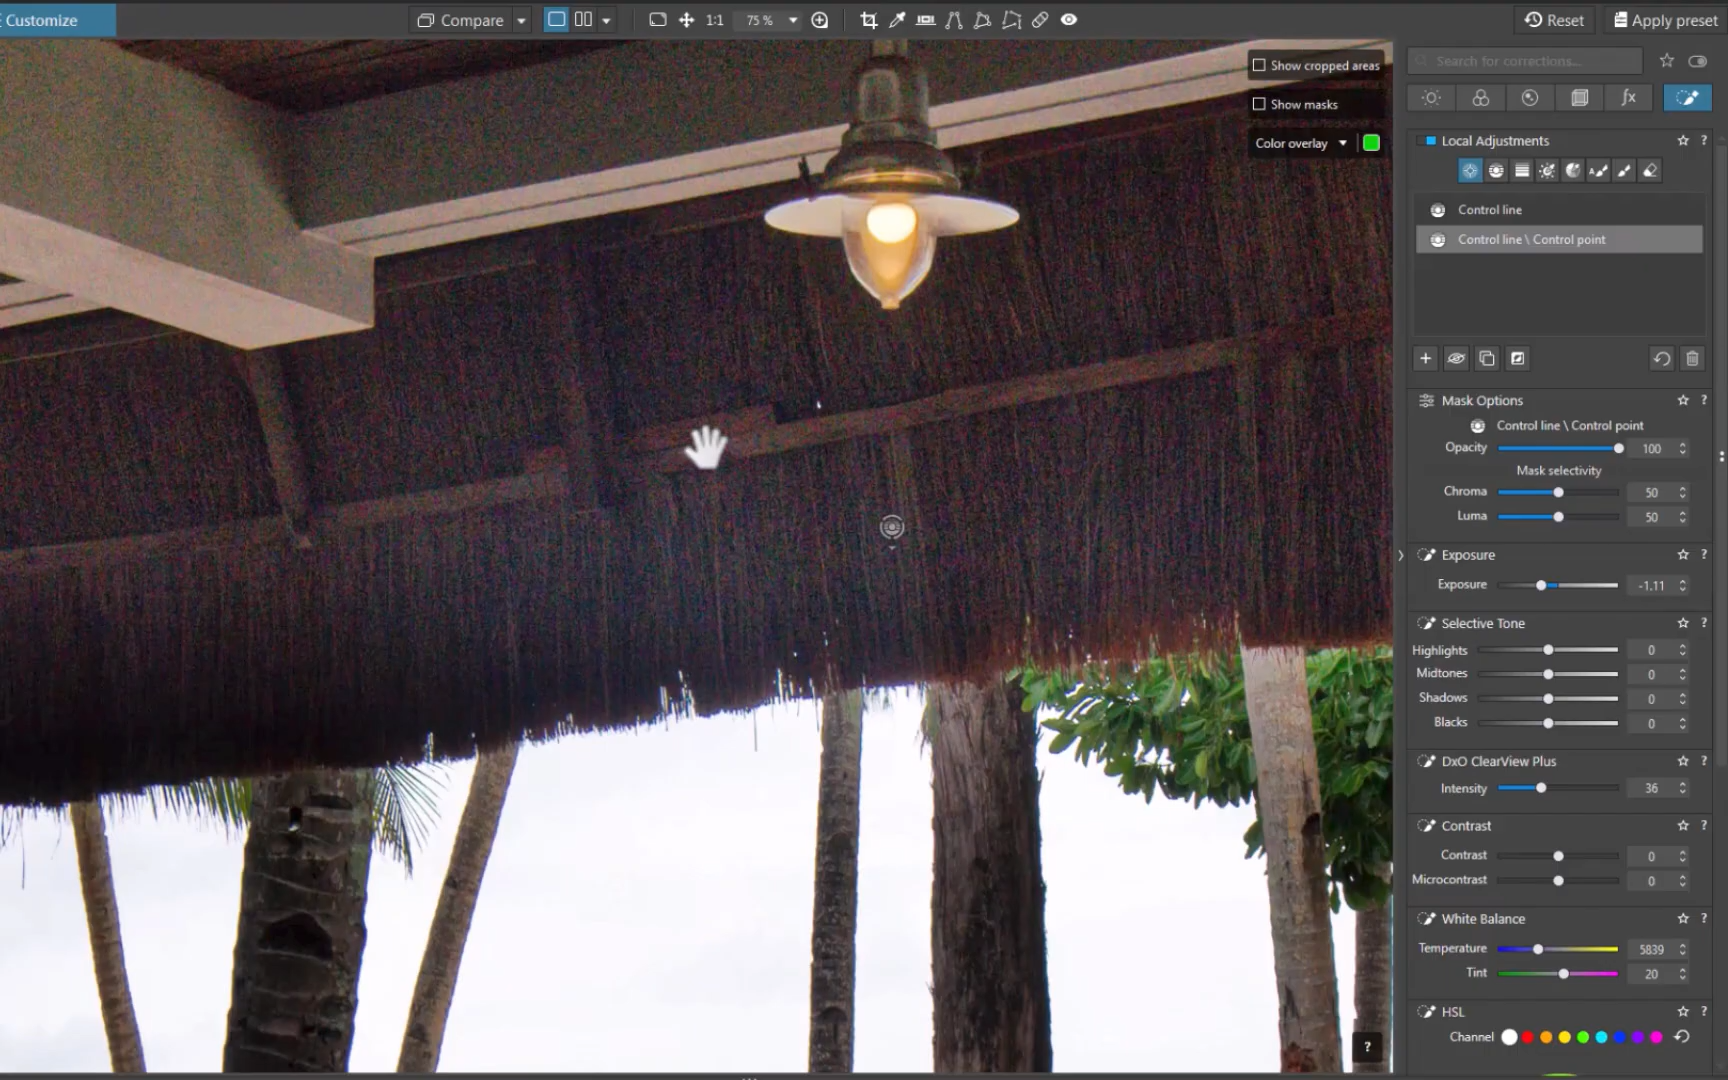 Customize
Compare
1:1
75 %
Reset
Apply preset
Show cropped areas
Show masks
Color overlay
Search for corrections...
fx
Local Adjustments
?
A
Control line
Control line \ Control point
Mask Options
?
Control line \ Control point
Opacity 100
Mask selectivity
Chroma 50
Luma 50
Exposure
?
Exposure -1.11
Selective Tone
?
Highlights 0
Midtones 0
Shadows 0
Blacks 0
DxO ClearView Plus
?
Intensity 36
Contrast
?
Contrast 0
Microcontrast 0
White Balance
?
Temperature 5839
Tint 20
HSL
?
Channel
?